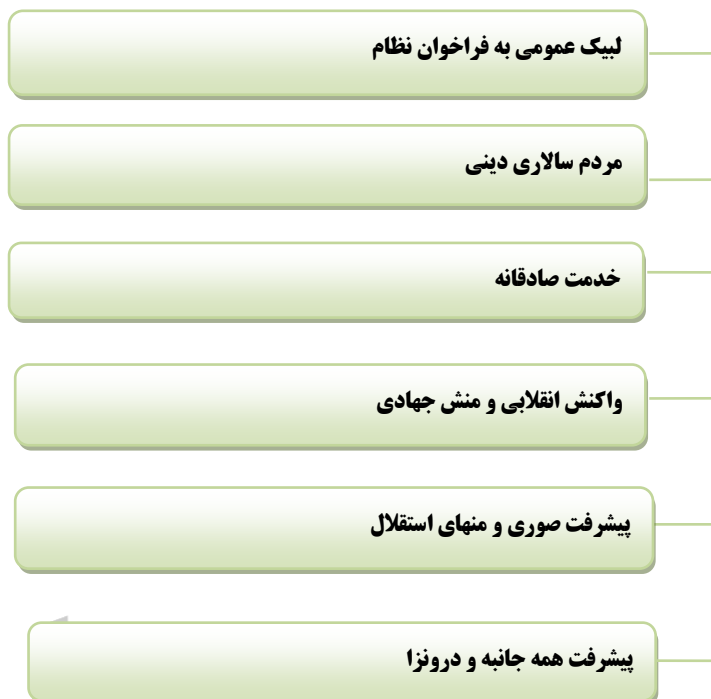 لبیک عمومی به فراخوان نظام
مردم سالاری دینی
خدمت صادقانه
واکنش انقلابی و منش جهادی
پیشرفت صوری و منهای استقلال
پیشرفت همه جانبه و درونزا